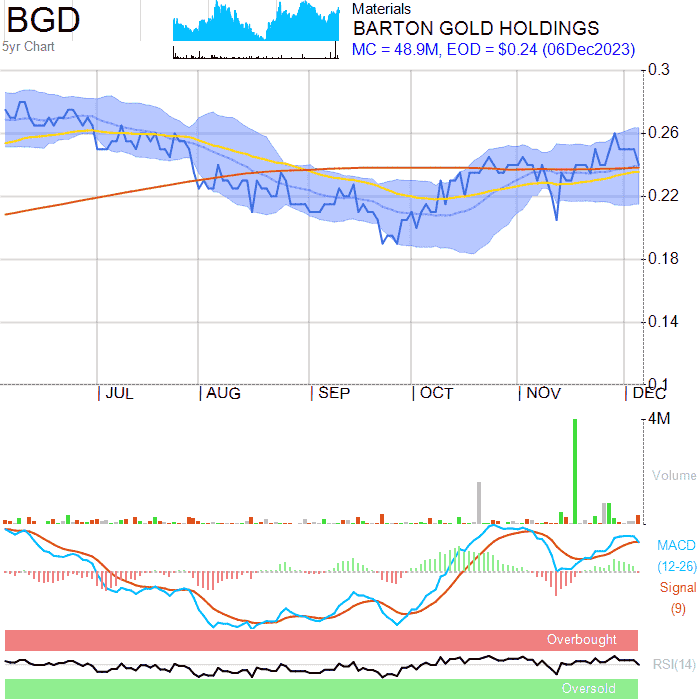 BGD
5yr Chart
Materials
BARTON GOLD HOLDINGS
MC = 48.9M, EOD = $0.24 (06Dec2023)
0.3
0.26
0.22
0.18
0.14
0.1
JUL AUG SEP OCT NOV DEC
4M
Volume
MACD
(12-26)
Signal
(9)
Overbought
RSI(14)
Oversold